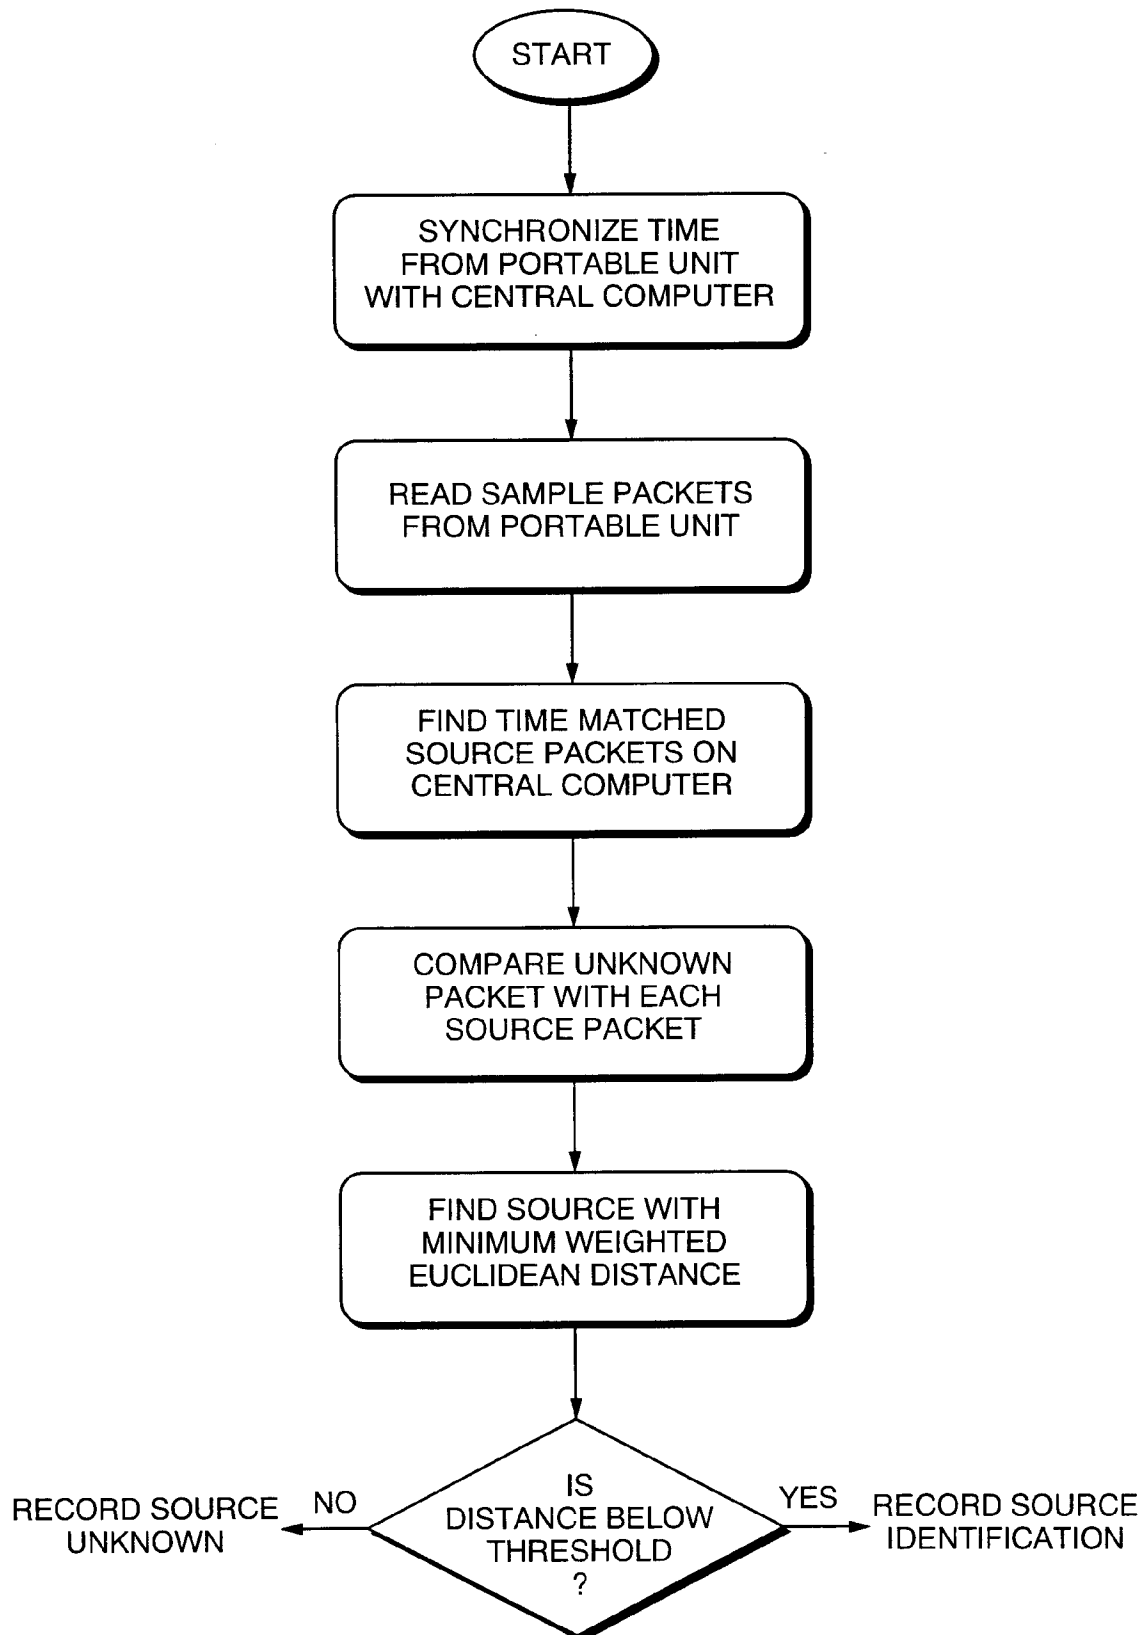 START
SYNCHRONIZE TIME
FROM PORTABLE UNIT
WITH CENTRAL COMPUTER
READ SAMPLE PACKETS
FROM PORTABLE UNIT
FIND TIME MATCHED
SOURCE PACKETS ON
CENTRAL COMPUTER
COMPARE UNKNOWN
PACKET WITH EACH
SOURCE PACKET
FIND SOURCE WITH
MINIMUM WEIGHTED
EUCLIDEAN DISTANCE
IS
DISTANCE BELOW
THRESHOLD
?
NO
RECORD SOURCE
UNKNOWN
YES
RECORD SOURCE
IDENTIFICATION